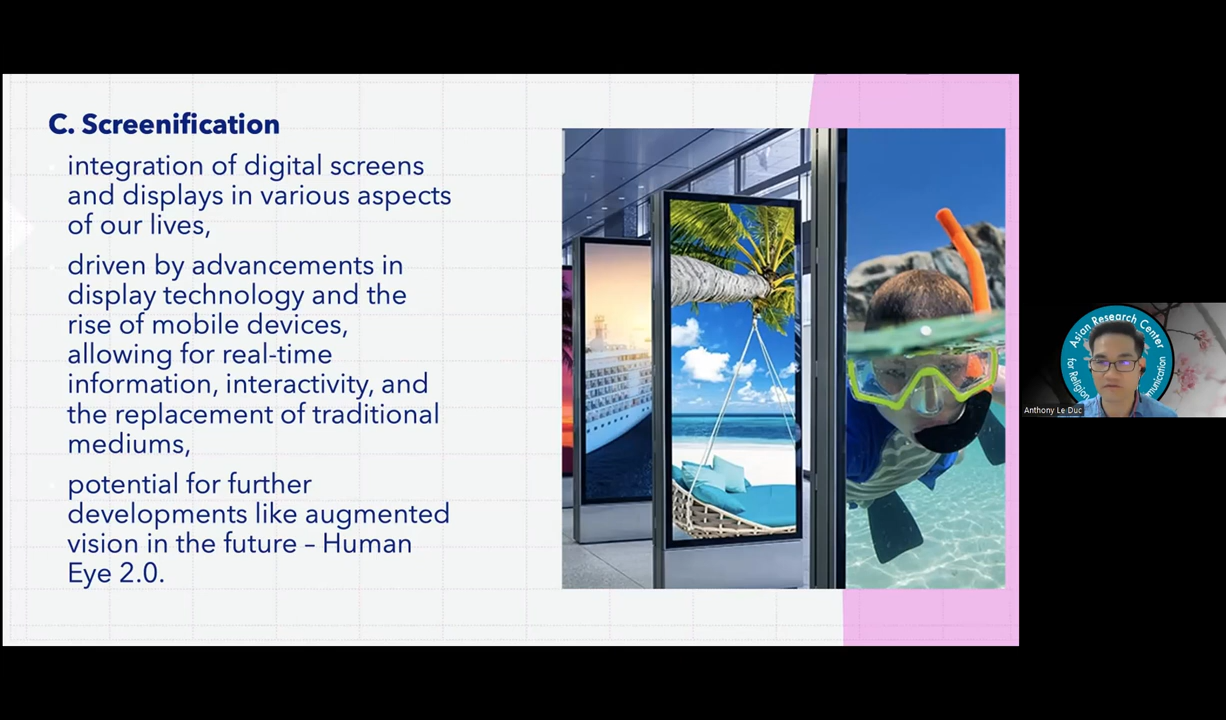 C. Screenification
integration of digital screens
and displays in various aspects
of our lives,
driven by advancements in
display technology and the
rise of mobile devices,
allowing for real-time
information, interactivity, and
the replacement of traditional
mediums,
potential for further
developments like augmented
vision in the future – Human
Eye 2.0.
Asian Research Center
for Religion
Anthony Le Duc